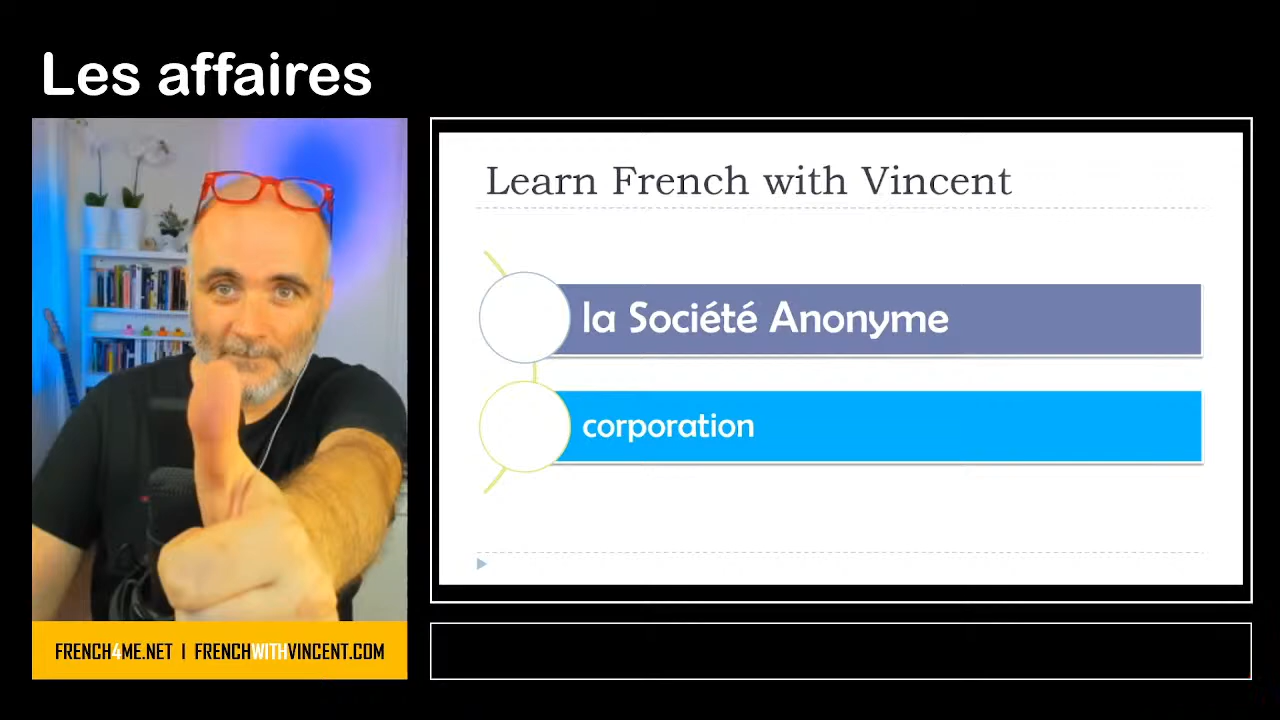 Les affaires
Learn French with Vincent
la Société Anonyme
corporation
FRENCH4ME.NET I FRENCHWITHVINCENT.COM